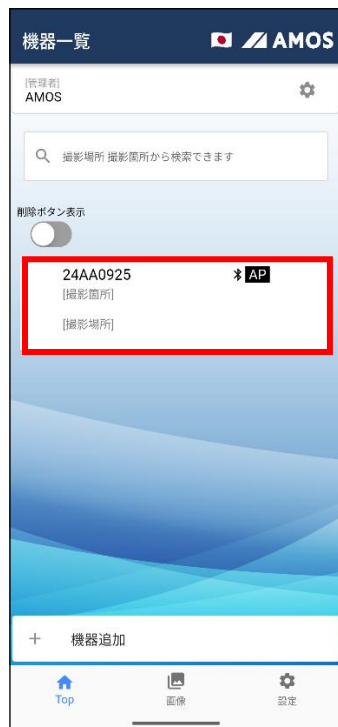 機器一覧 AMOS
[管理者]
AMOS
撮影場所 撮影箇所から検索できます
削除ボタン表示
24AA0925 AP
[撮影箇所]
[撮影場所]
機器追加
Top 画像 設定